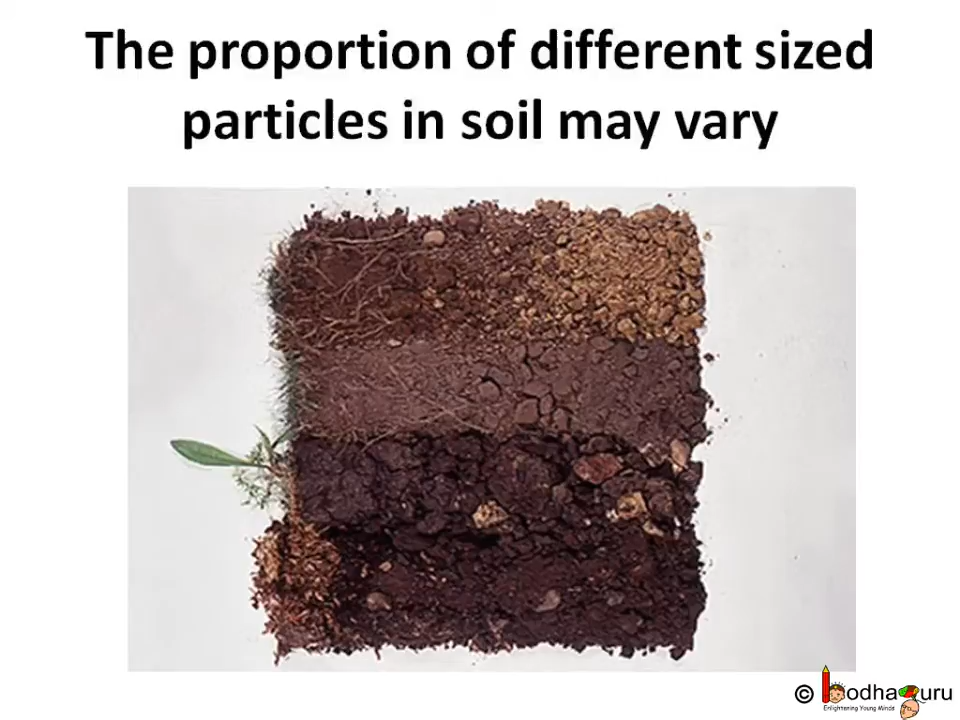 The proportion of different sized
particles in soil may vary
© bodhaguru
Enlightening Young Minds